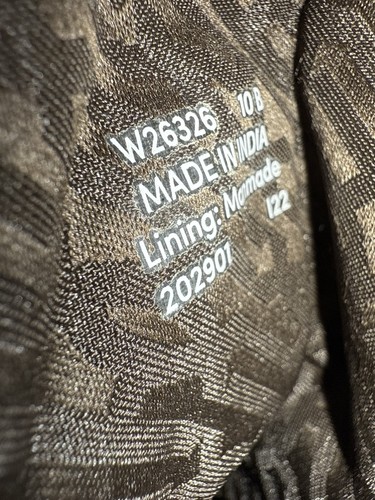 W26326 10 B
MADE IN INDIA
Lining: Manmade
202901 122